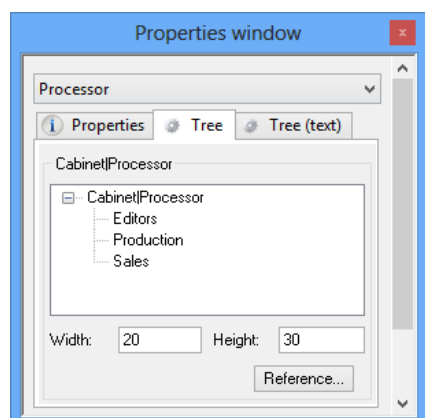 Properties window
Processor
Properties Tree Tree (text)
Cabinet|Processor
Cabinet|Processor
Editors
Production
Sales
Width: 20 Height: 30
Reference...